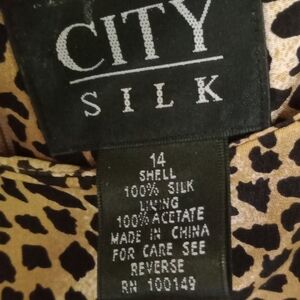 CITY
SILK
14
SHELL
100% SILK
LINING
100% ACETATE
MADE IN CHINA
FOR CARE SEE
REVERSE
RN 100149